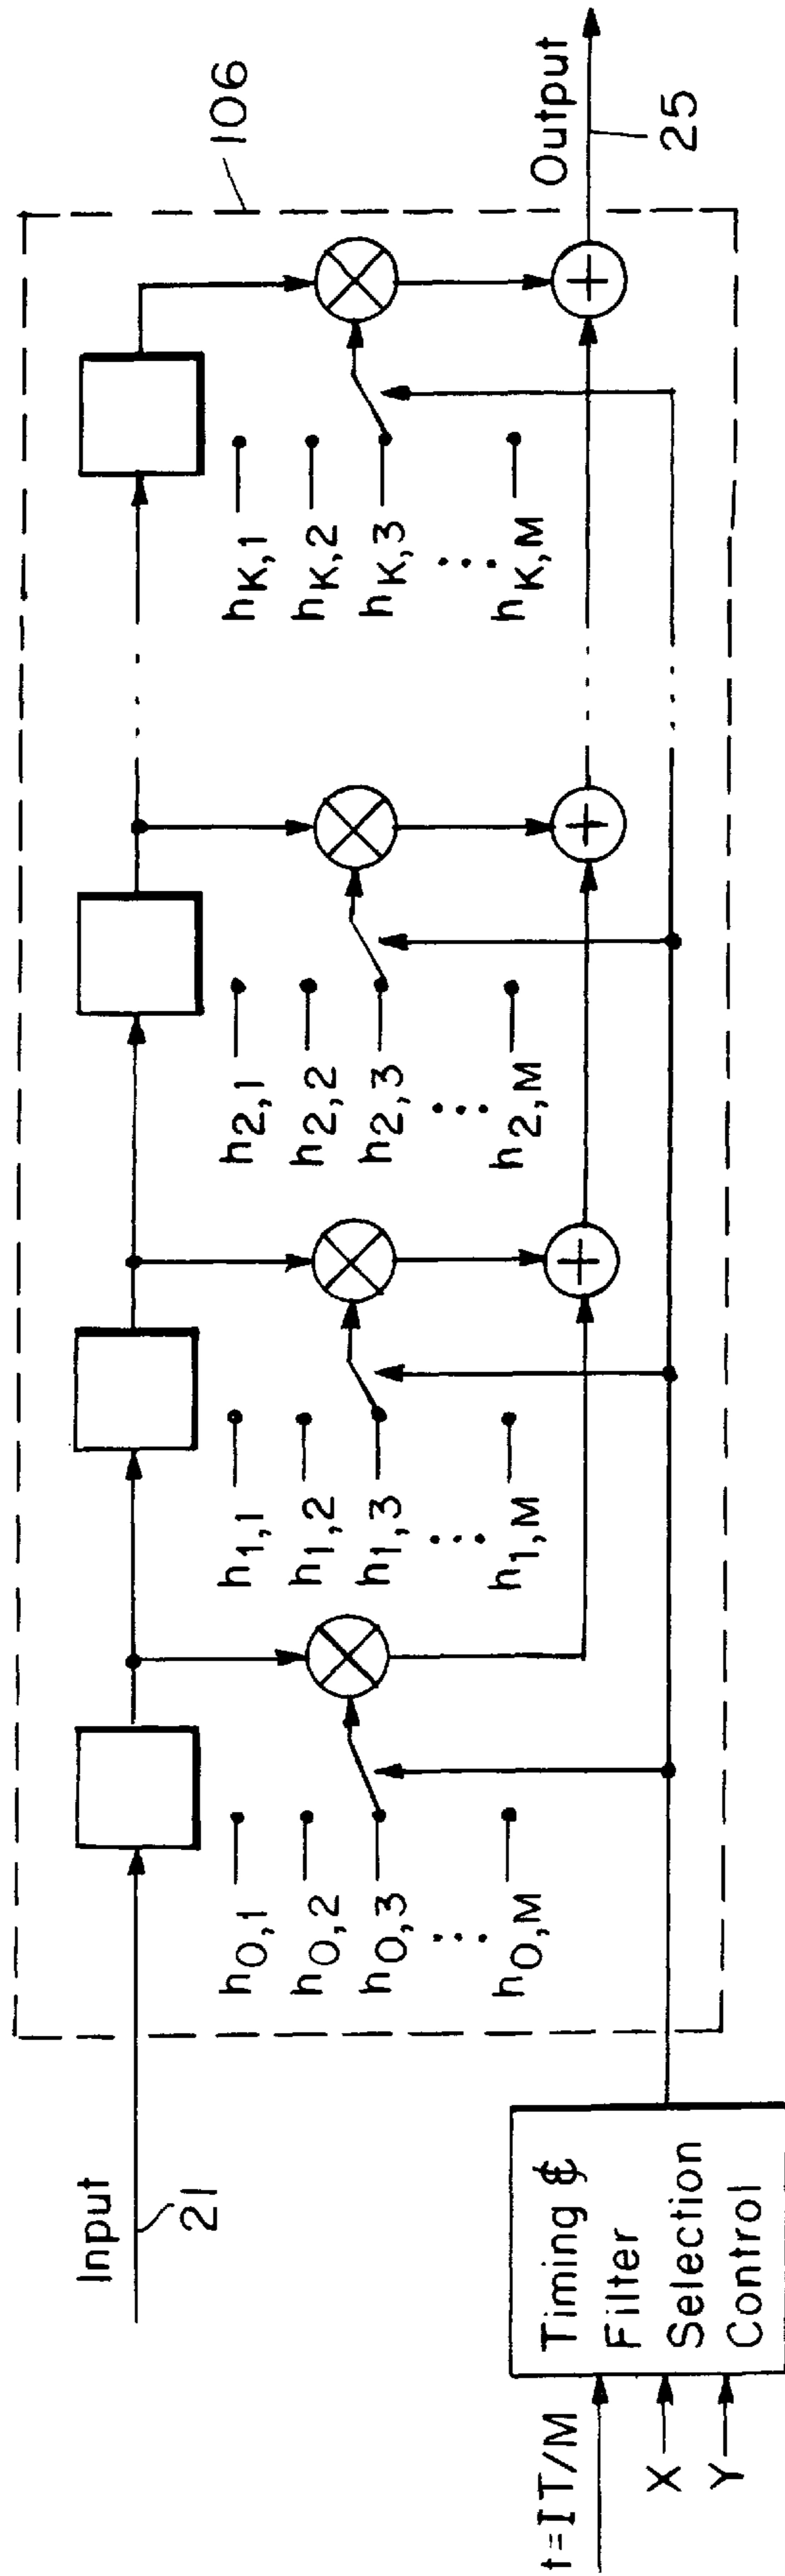 Input
21
106
h0,1
h0,2
h0,3
h0,M
h1,1
h1,2
h1,3
h1,M
h2,1
h2,2
h2,3
h2,M
hK,1
hK,2
hK,3
hK,M
Output
25
t=IT/M
X
Y
Timing &
Filter
Selection
Control